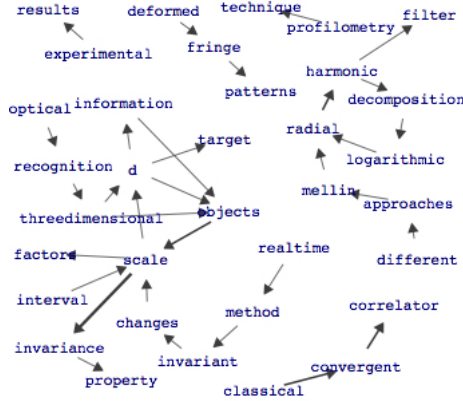 results
deformed
technique
filter
profilometry
fringe
experimental
harmonic
patterns
decomposition
optical
information
radial
target
logarithmic
recognition
d
mellin
approaches
threedimensional
objects
realtime
factors
scale
different
interval
correlator
method
changes
invariance
invariant
convergent
property
classical